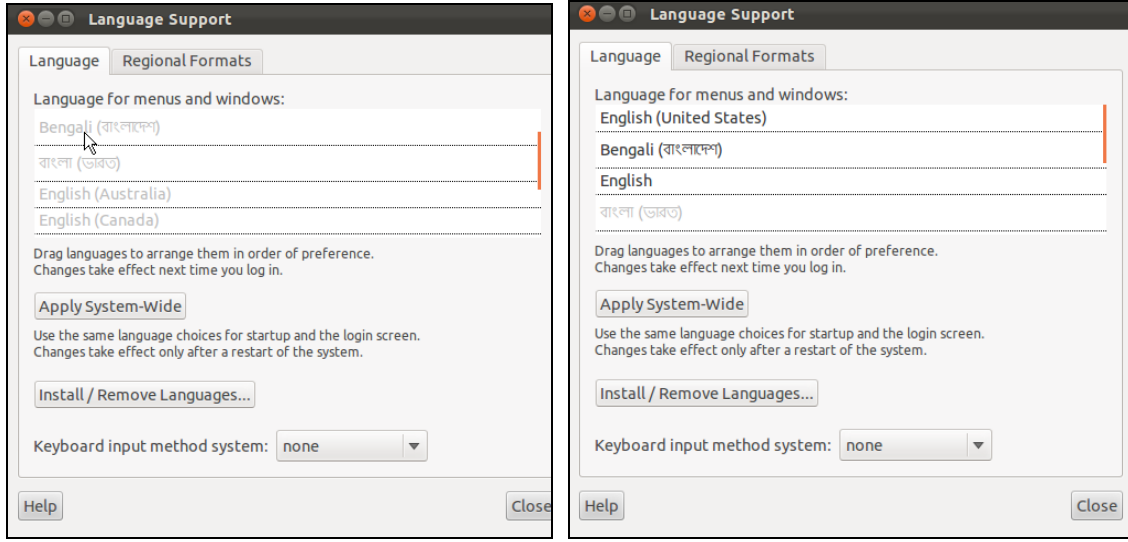 Language Support
Language Regional Formats
Language for menus and windows:
Bengali (বাংলাদেশ)
বাংলা (ভারত)
English (Australia)
English (Canada)
Drag languages to arrange them in order of preference.
Changes take effect next time you log in.
Apply System-Wide
Use the same language choices for startup and the login screen.
Changes take effect only after a restart of the system.
Install / Remove Languages...
Keyboard input method system: none
Help Close
Language Support
Language Regional Formats
Language for menus and windows:
English (United States)
Bengali (বাংলাদেশ)
English
বাংলা (ভারত)
Drag languages to arrange them in order of preference.
Changes take effect next time you log in.
Apply System-Wide
Use the same language choices for startup and the login screen.
Changes take effect only after a restart of the system.
Install / Remove Languages...
Keyboard input method system: none
Help Close